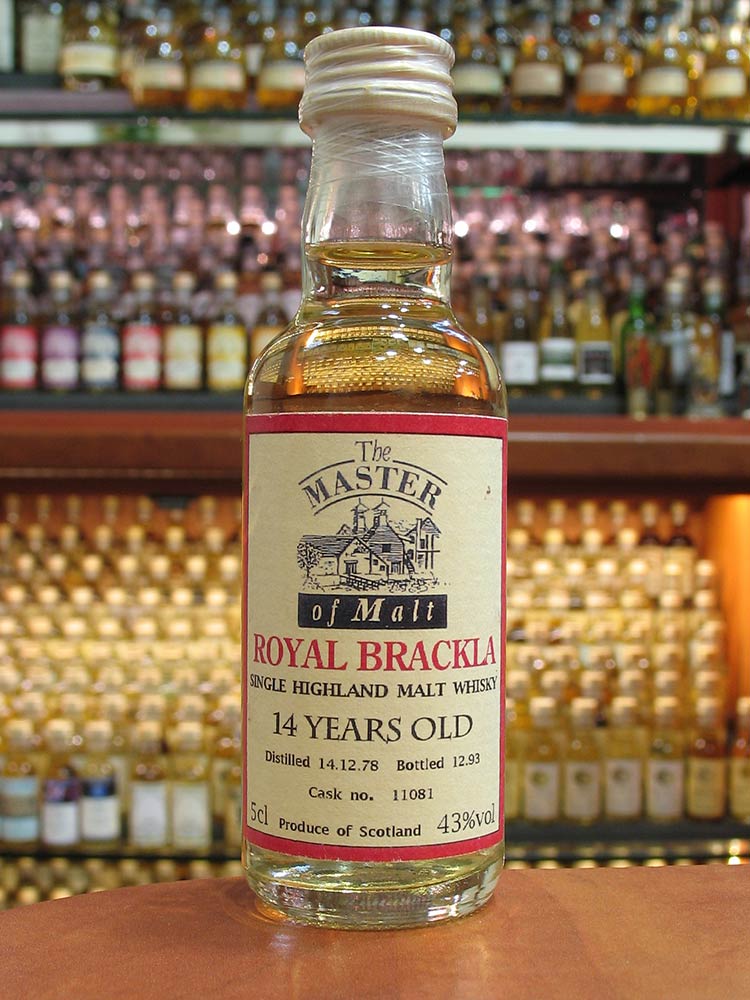 The
MASTER
of Malt
ROYAL BRACKLA
SINGLE HIGHLAND MALT WHISKY
14 YEARS OLD
Distilled 14.12.78 Bottled 12.93
Cask no. 11081
5cl Produce of Scotland 43%vol